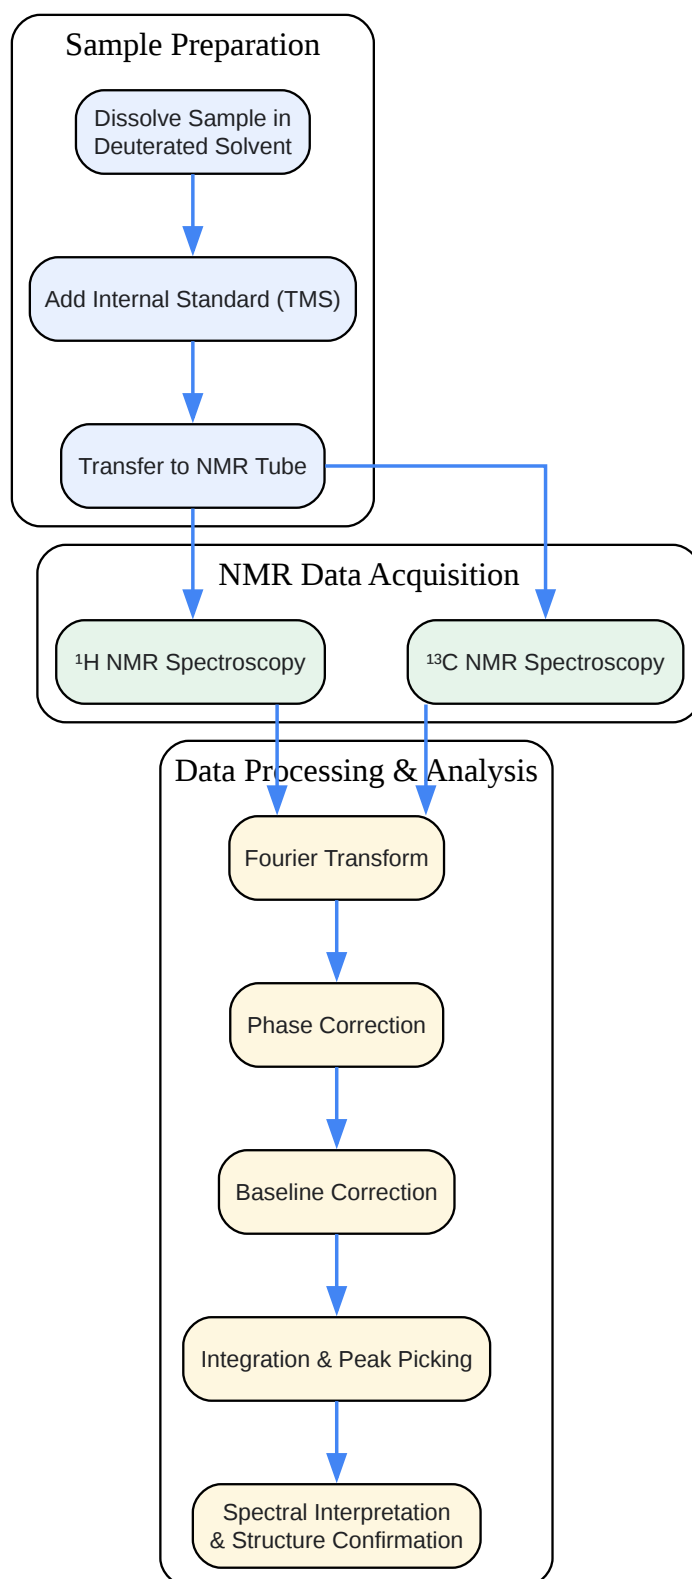 Sample Preparation
Dissolve Sample in
Deuterated Solvent
Add Internal Standard (TMS)
Transfer to NMR Tube
NMR Data Acquisition
¹H NMR Spectroscopy
¹³C NMR Spectroscopy
Data Processing & Analysis
Fourier Transform
Phase Correction
Baseline Correction
Integration & Peak Picking
Spectral Interpretation
& Structure Confirmation